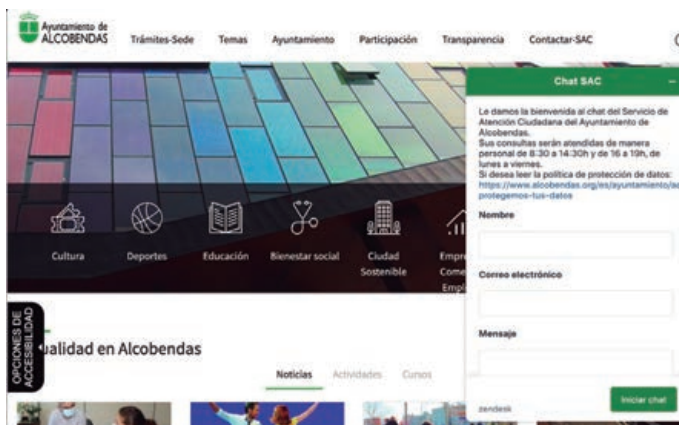 Ayuntamiento de
ALCOBENDAS
Trámites-Sede Temas Ayuntamiento Participación Transparencia Contactar-SAC
Chat SAC
Le damos la bienvenida al chat del Servicio de
Atención Ciudadana del Ayuntamiento de
Alcobendas.
Sus consultas serán atendidas de manera
personal de 8:30 a 14:30h y de 16 a 19h, de
lunes a viernes.
Si desea leer la política de protección de datos:
https://www.alcobendas.org/es/ayuntamiento/
protegemos-tus-datos
Nombre
Correo electrónico
Mensaje
Iniciar chat
zendesk
Cultura
Deportes
Educación
Bienestar social
Ciudad
Sostenible
Empre
Come
Emple
OPCIONES DE
ACCESIBILIDAD
ualidad en Alcobendas
Noticias Actividades Cursos